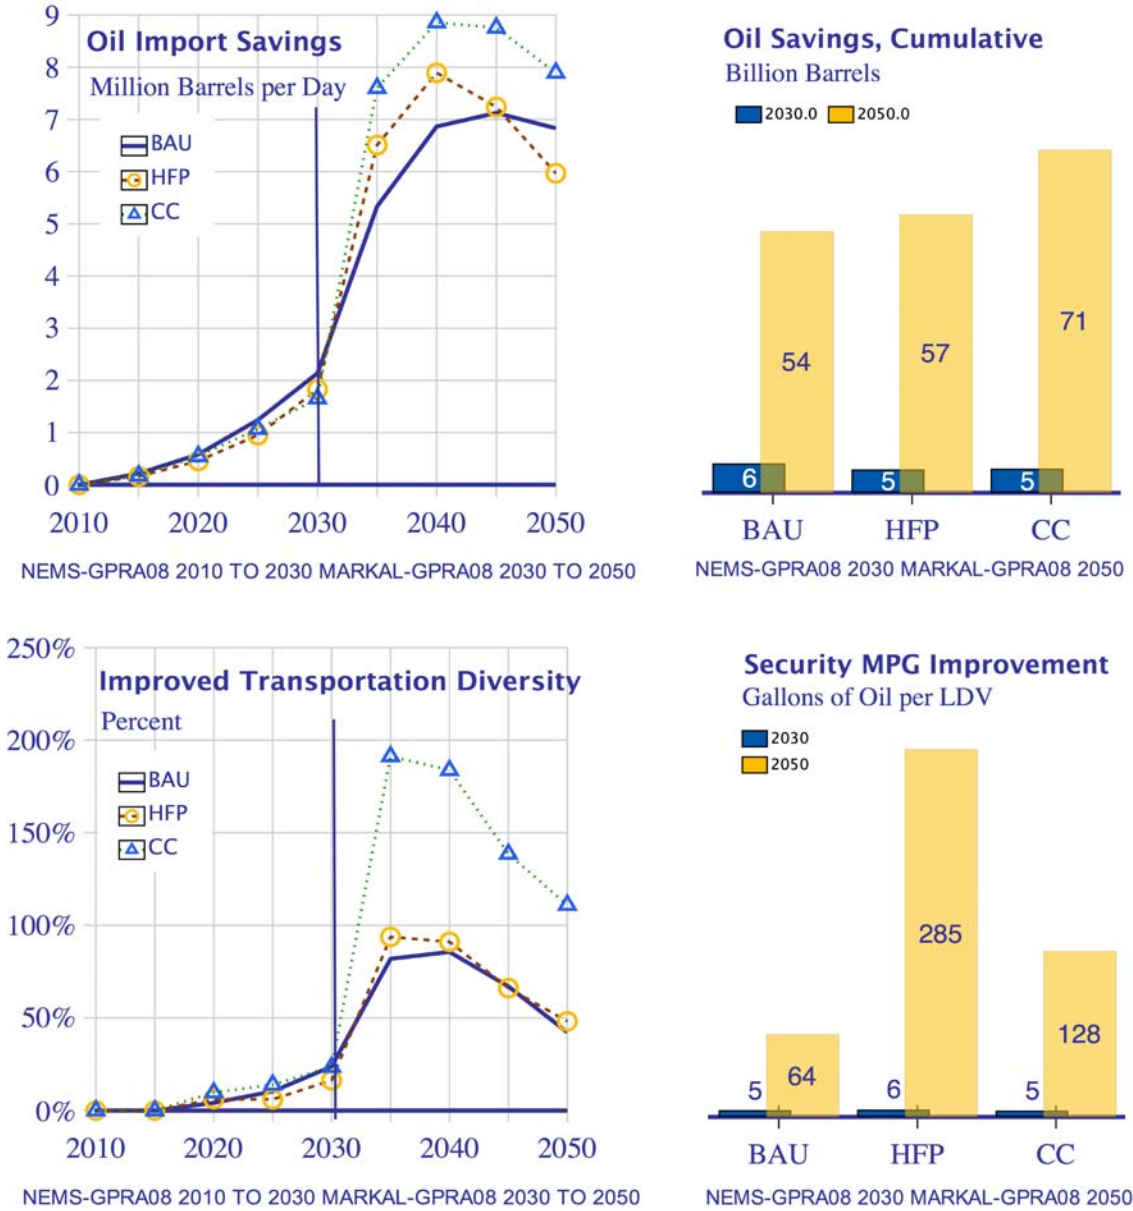 9
Oil Import Savings
8
Million Barrels per Day
7
BAU
6
HFP
5
CC
4
3
2
1
0
2010 2020 2030 2040 2050
NEMS-GPRA08 2010 TO 2030 MARKAL-GPRA08 2030 TO 2050
Oil Savings, Cumulative
Billion Barrels
2030.0 2050.0
54 57 71
6 5 5
BAU HFP CC
NEMS-GPRA08 2030 MARKAL-GPRA08 2050
250%
Improved Transportation Diversity
Percent
200%
BAU
HFP
150%
CC
100%
50%
0%
2010 2020 2030 2040 2050
NEMS-GPRA08 2010 TO 2030 MARKAL-GPRA08 2030 TO 2050
Security MPG Improvement
Gallons of Oil per LDV
2030
2050
285
128
5 64 6 5
BAU HFP CC
NEMS-GPRA08 2030 MARKAL-GPRA08 2050